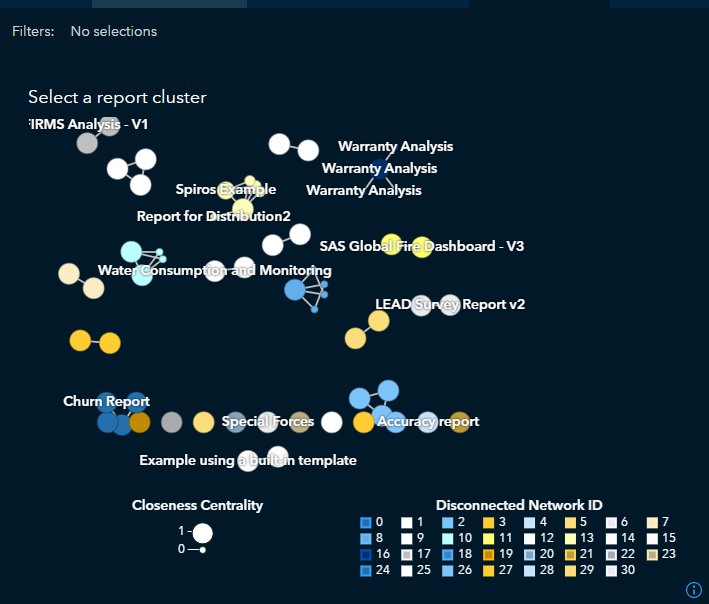 Filters: No selections
Select a report cluster
FIRMS Analysis - V1
Warranty Analysis
Warranty Analysis
Warranty Analysis
Spiros Example
Report for Distribution2
SAS Global Fire Dashboard - V3
Water Consumption and Monitoring
LEAD Survey Report v2
Churn Report
Special Forces
Accuracy report
Example using a built-in template
Closeness Centrality
1
0
Disconnected Network ID
0 1 2 3 4 5 6 7
8 9 10 11 12 13 14 15
16 17 18 19 20 21 22 23
24 25 26 27 28 29 30